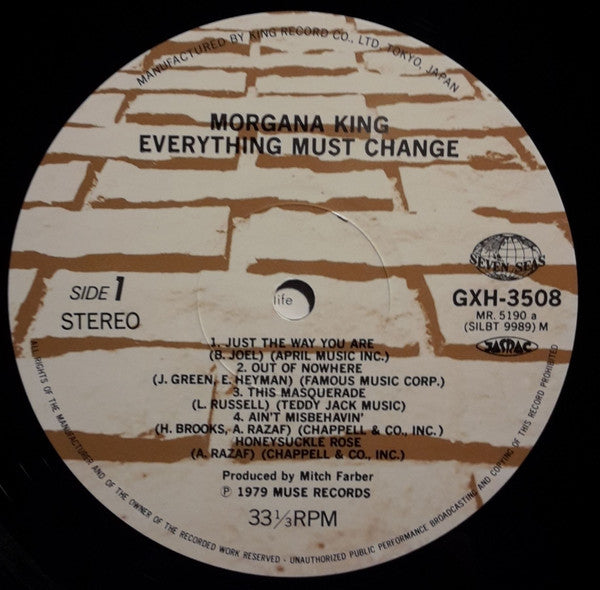 MANUFACTURED BY KING RECORD CO., LTD, TOKYO, JAPAN
MORGANA KING
EVERYTHING MUST CHANGE
SEVEN SEAS
SIDE 1
STEREO
life
GXH-3508
MR. 5190 a
(SILBT 9989) M
JASRAC
1. JUST THE WAY YOU ARE
(B. JOEL) (APRIL MUSIC INC.)
2. OUT OF NOWHERE
(J. GREEN, E. HEYMAN) (FAMOUS MUSIC CORP.)
3. THIS MASQUERADE
(L. RUSSELL) (TEDDY JACK MUSIC)
4. AIN'T MISBEHAVIN'
(H. BROOKS, A. RAZAF) (CHAPPELL & CO., INC.)
HONEYSUCKLE ROSE
(A. RAZAF) (CHAPPELL & CO., INC.)
Produced by Mitch Farber
Ⓟ 1979 MUSE RECORDS
33 1/3 RPM
ALL RIGHTS OF THE MANUFACTURER AND OF THE OWNER OF THE RECORDED WORK RESERVED · UNAUTHORIZED PUBLIC PERFORMANCE BROADCASTING AND COPYING OF THIS RECORD PROHIBITED